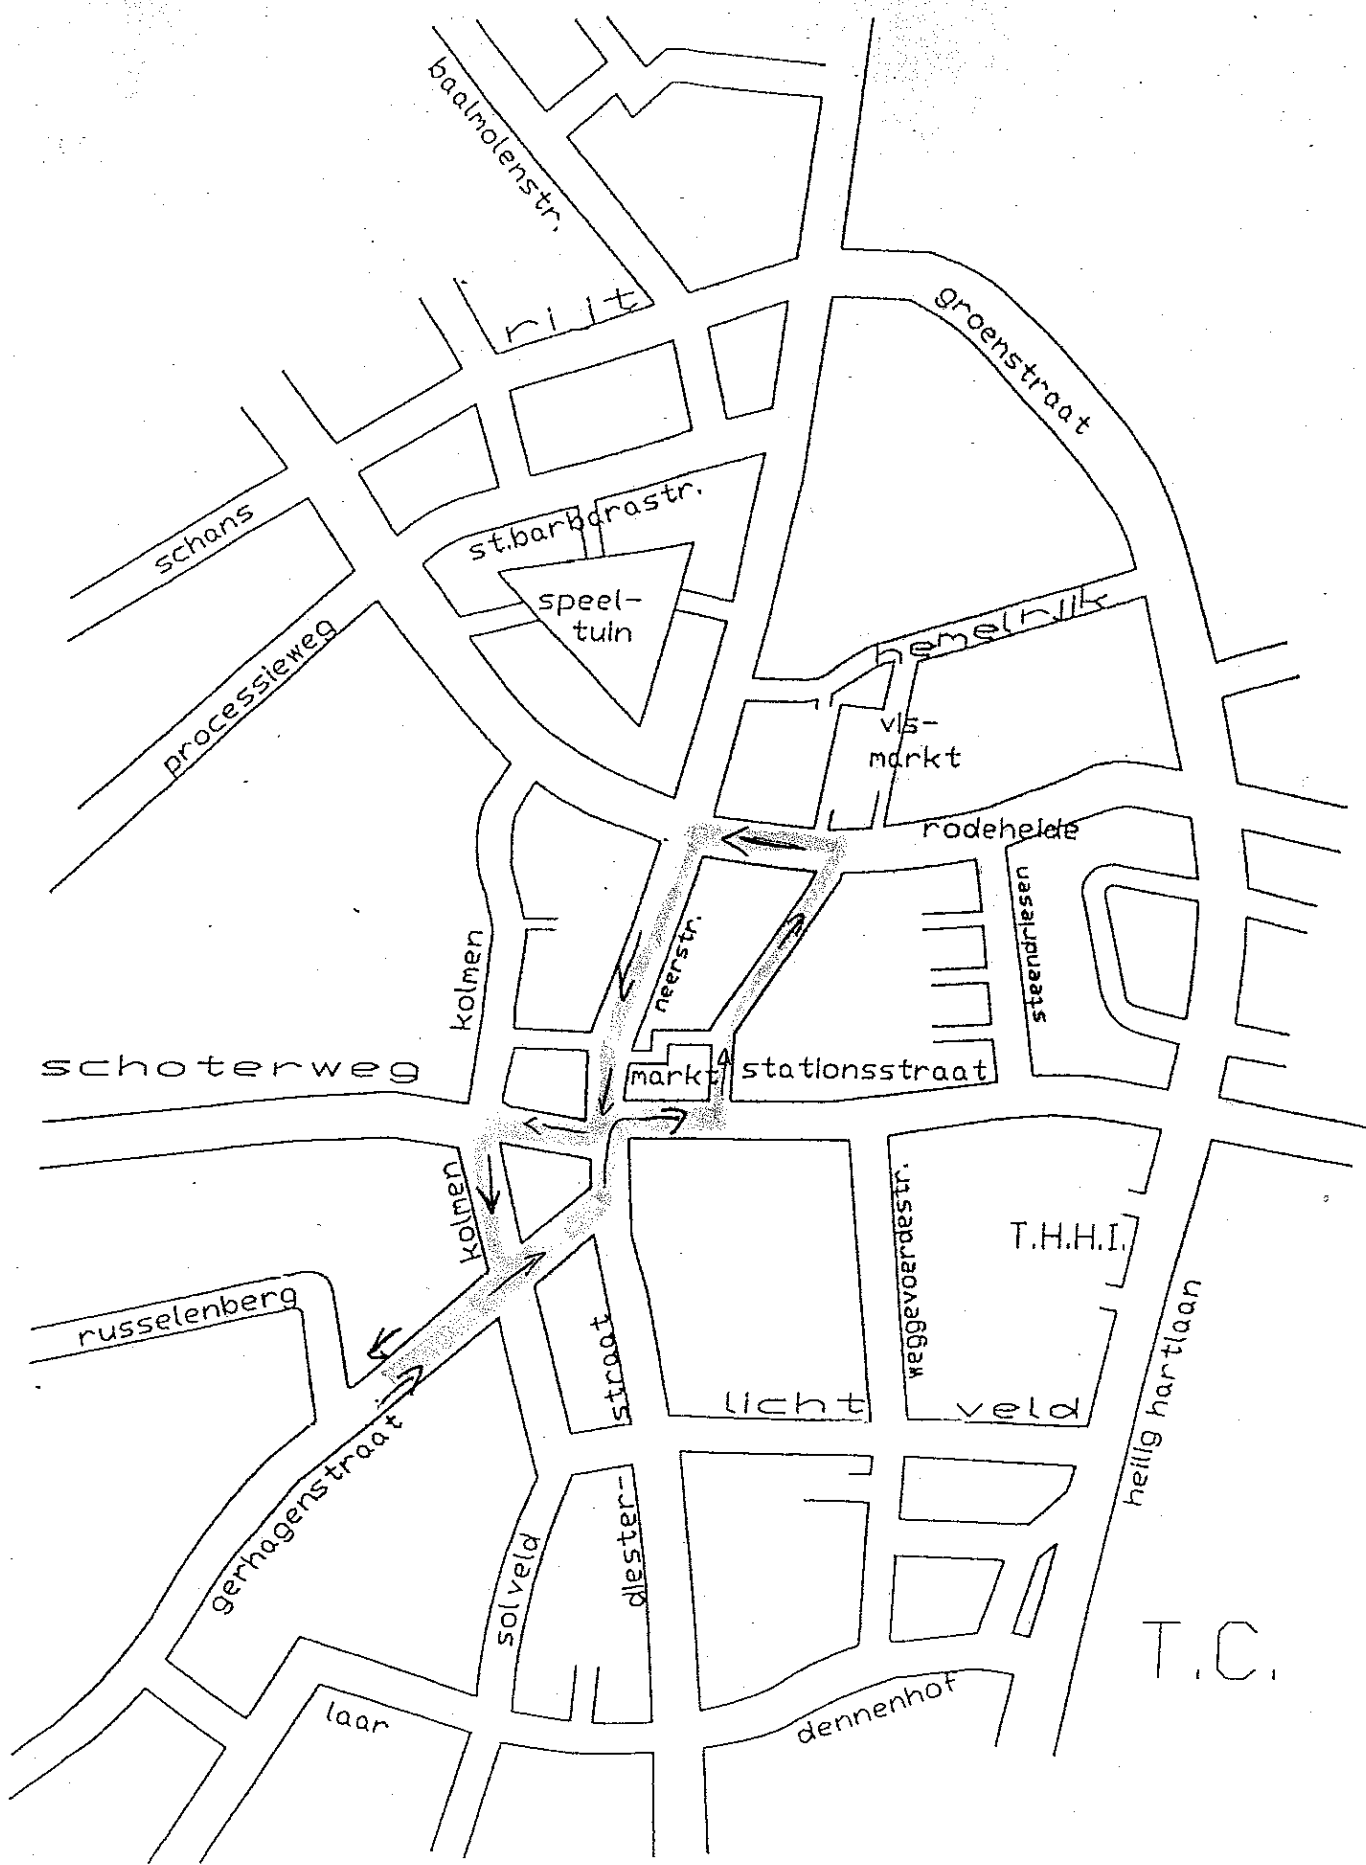 baalmolenstr.
rijt
groenstraat
schans
st.barbarastr.
speel-
tuin
hemelrijk
processieweg
vis-
markt
rodeheide
steendriesen
neerstr.
kolmen
schoterweg
markt
stationsstraat
kolmen
weggevoerdestr.
T.H.H.I.
russelenberg
straat
licht
veld
heilig hartlaan
gerhagenstraat
solveld
diester-
T.C.
laar
dennenhof